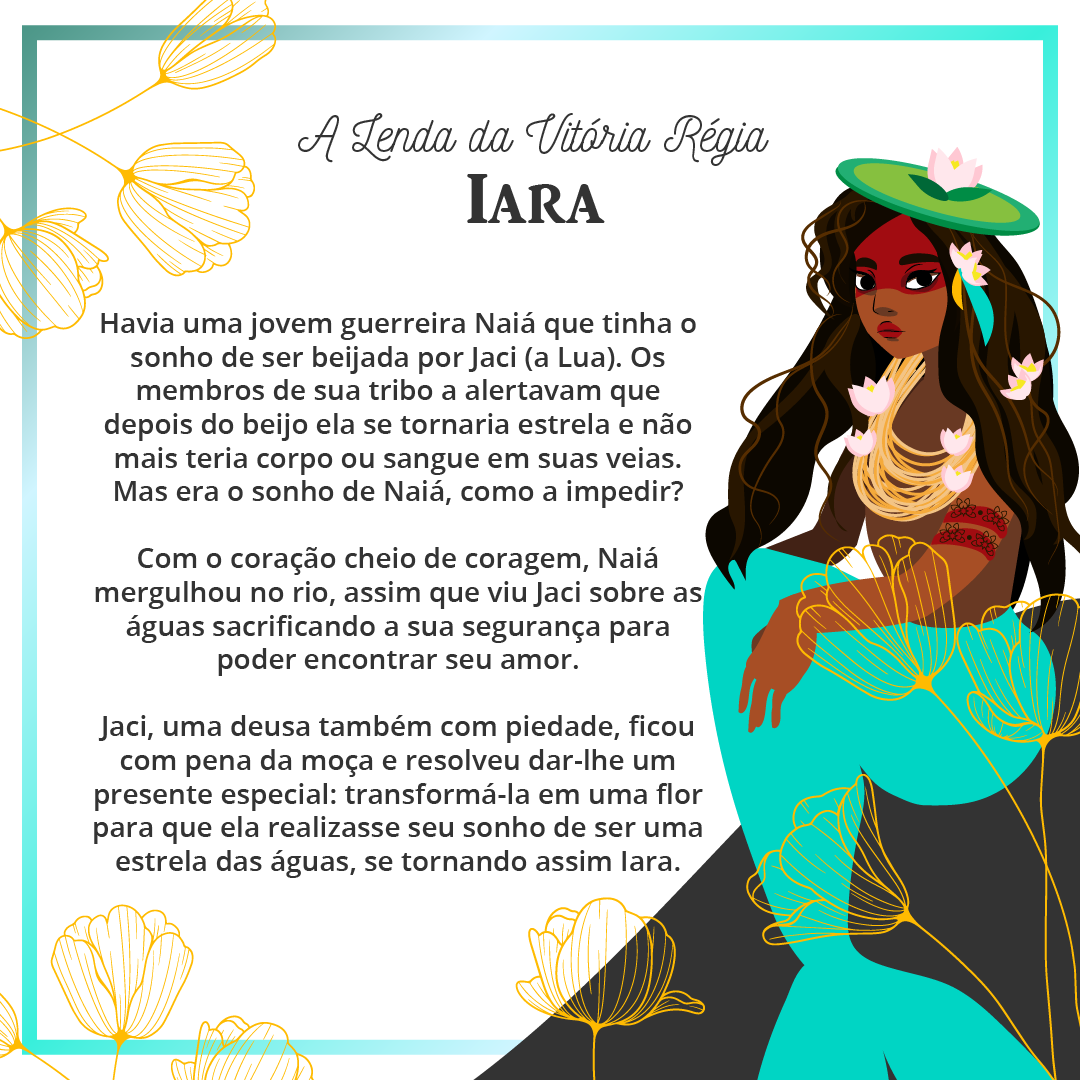 A Lenda da Vitória Régia
Iara
Havia uma jovem guerreira Naiá que tinha o
sonho de ser beijada por Jaci (a Lua). Os
membros de sua tribo a alertavam que
depois do beijo ela se tornaria estrela e não
mais teria corpo ou sangue em suas veias.
Mas era o sonho de Naiá, como a impedir?
Com o coração cheio de coragem, Naiá
mergulhou no rio, assim que viu Jaci sobre as
águas sacrificando a sua segurança para
poder encontrar seu amor.
Jaci, uma deusa também com piedade, ficou
com pena da moça e resolveu dar-lhe um
presente especial: transformá-la em uma flor
para que ela realizasse seu sonho de ser uma
estrela das águas, se tornando assim Iara.